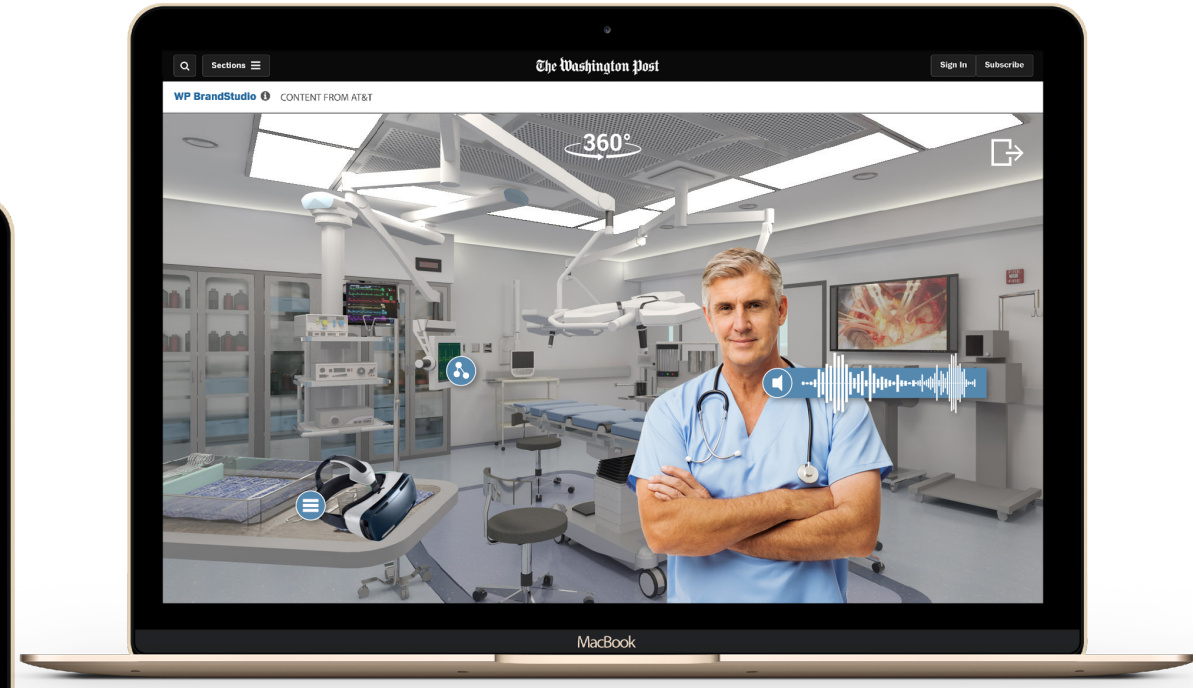 Sections
The Washington Post
Sign In
Subscribe
WP BrandStudio
CONTENT FROM AT&T
360°
MacBook